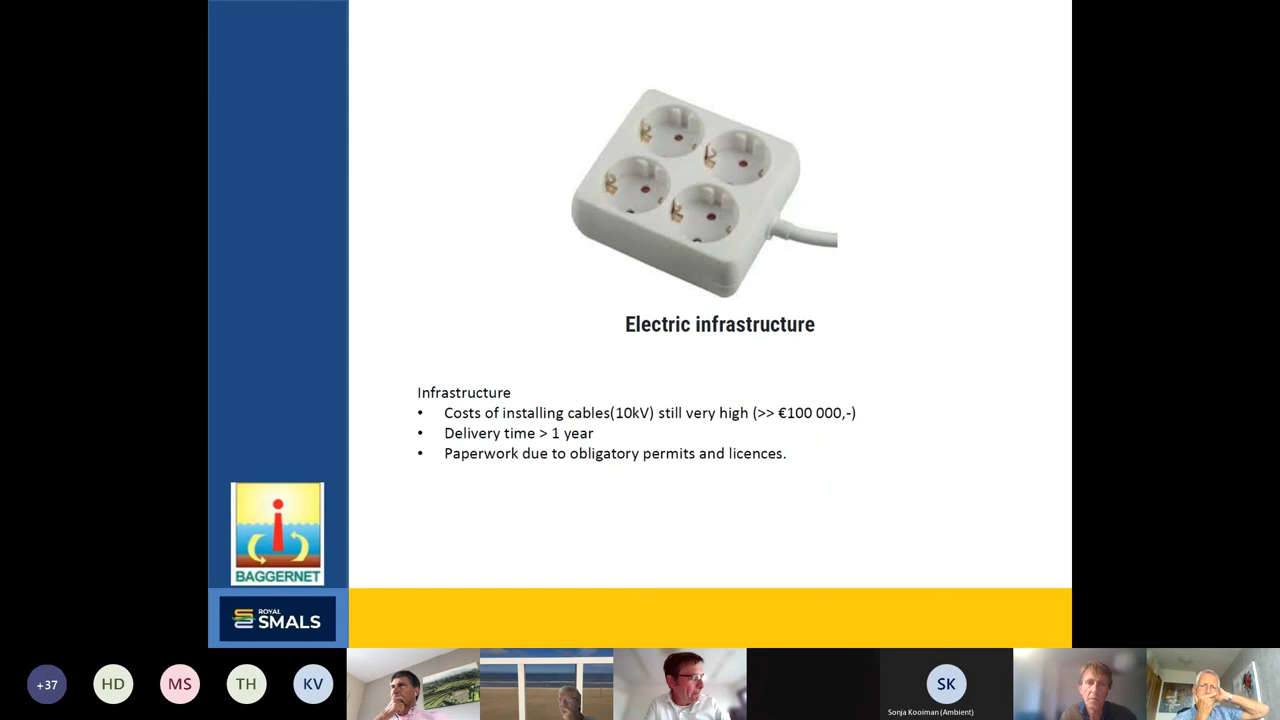 Electric infrastructure
Infrastructure
• Costs of installing cables(10kV) still very high (>> €100 000,-)
• Delivery time > 1 year
• Paperwork due to obligatory permits and licences.
BAGGERNET
ROYAL
SMALS
+37
HD
MS
TH
KV
SK
Sonja Kooiman (Ambient)